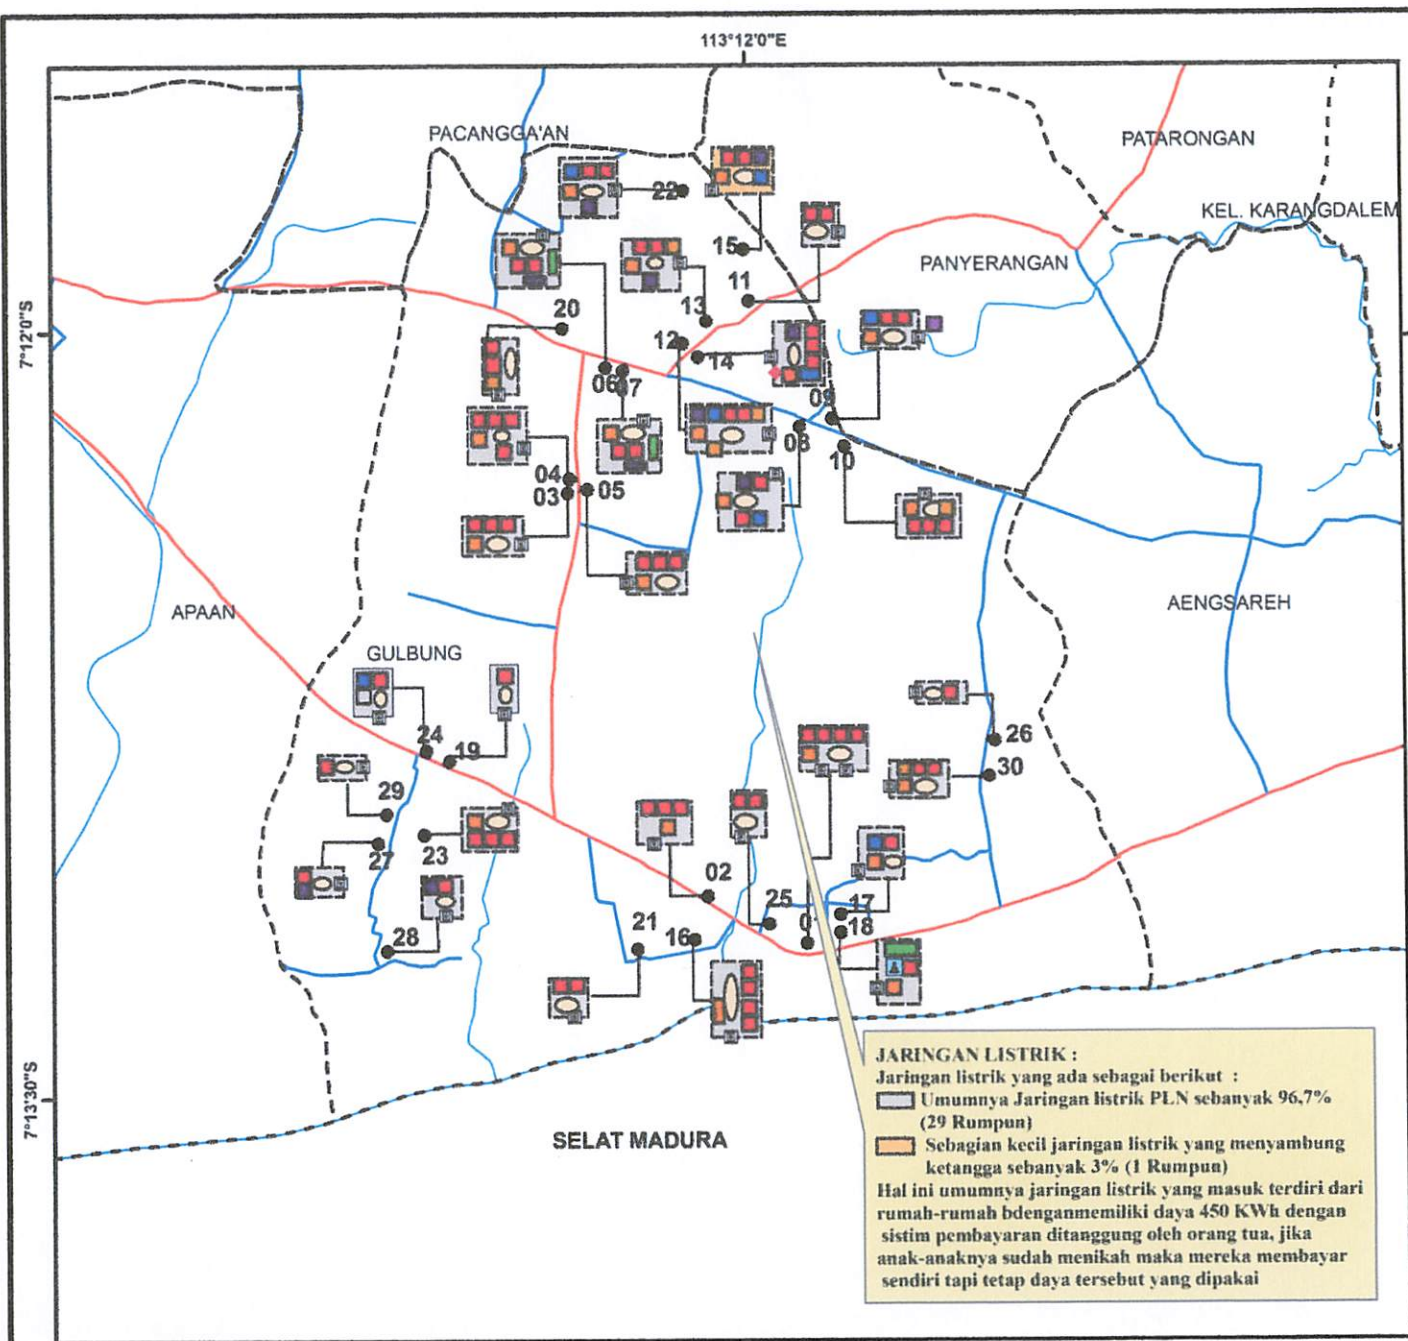 113°12'0"E
PACANGGA'AN
PATARONGAN
KEL. KARANGDALEM
22
15
PANYERANGAN
11
13
20
7°12'0"S
12
14
06
07
09
08
10
04
03
05
APAAN
AENGSAREH
GULBUNG
24
19
26
30
29
27
23
02
25
17
18
21
16
28
7°13'30"S
SELAT MADURA
JARINGAN LISTRIK :
Jaringan listrik yang ada sebagai berikut :
Umumnya Jaringan listrik PLN sebanyak 96,7%
(29 Rumpun)
Sebagian kecil jaringan listrik yang menyambung
ketangga sebanyak 3% (1 Rumpun)
Hal ini umumnya jaringan listrik yang masuk terdiri dari
rumah-rumah bdenganmemiliki daya 450 KWh dengan
sistim pembayaran ditanggung oleh orang tua, jika
anak-anaknya sudah menikah maka mereka membayar
sendiri tapi tetap daya tersebut yang dipakai